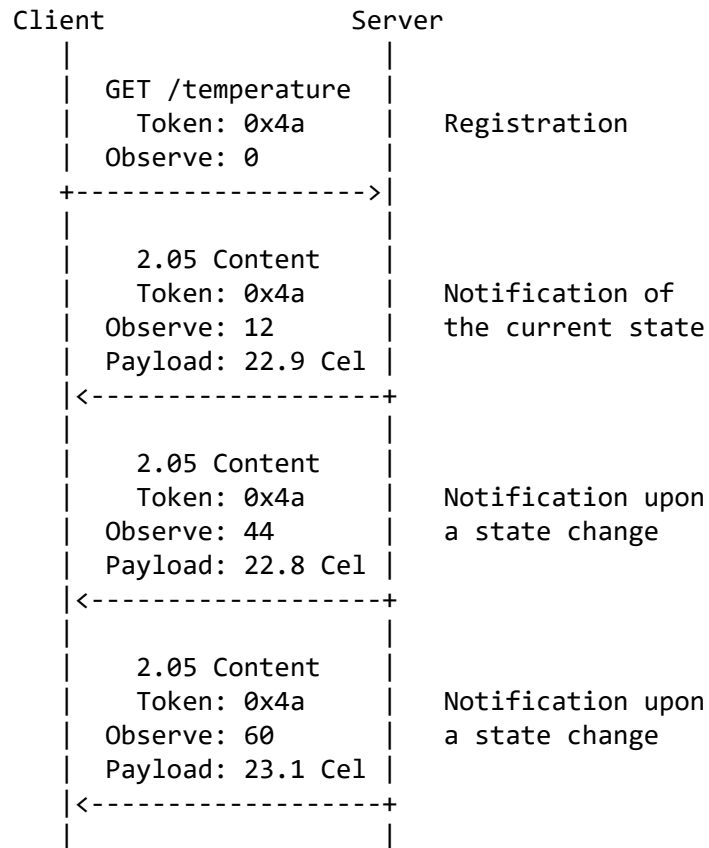 Client Server
GET /temperature
Token: 0x4a Registration
Observe: 0
2.05 Content
Token: 0x4a Notification of
Observe: 12 the current state
Payload: 22.9 Cel
2.05 Content
Token: 0x4a Notification upon
Observe: 44 a state change
Payload: 22.8 Cel
2.05 Content
Token: 0x4a Notification upon
Observe: 60 a state change
Payload: 23.1 Cel